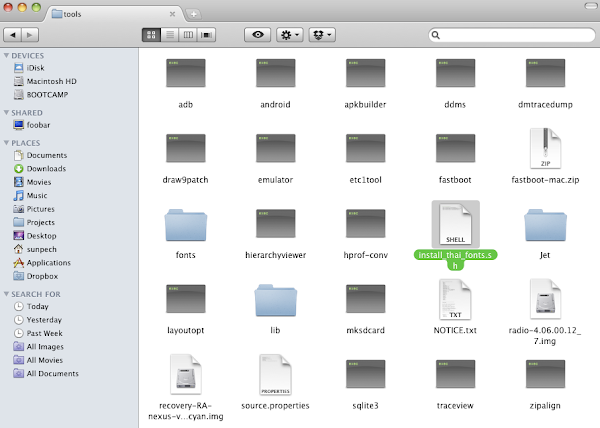 tools
DEVICES
iDisk
Macintosh HD
BOOTCAMP
SHARED
foobar
PLACES
Documents
Downloads
Movies
Music
Pictures
Projects
Desktop
sunpech
Applications
Dropbox
SEARCH FOR
Today
Yesterday
Past Week
All Images
All Movies
All Documents
adb
android
apkbuilder
ddms
dmtracedump
ZIP
draw9patch
emulator
etc1tool
fastboot
fastboot-mac.zip
SHELL
fonts
hierarchyviewer
hprof-conv
install_thai_fonts.s
h
Jet
TXT
layoutopt
lib
mksdcard
NOTICE.txt
radio-4.06.00.12_
7.img
PROPERTIES
recovery-RA-
nexus-v...cyan.img
source.properties
sqlite3
traceview
zipalign